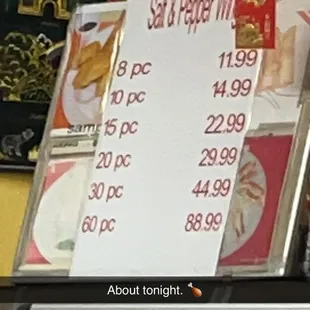 Salt & Pepper
8 pc 11.99
10 pc 14.99
15 pc 22.99
20 pc 29.99
30 pc 44.99
60 pc 88.99
About tonight. 🍗